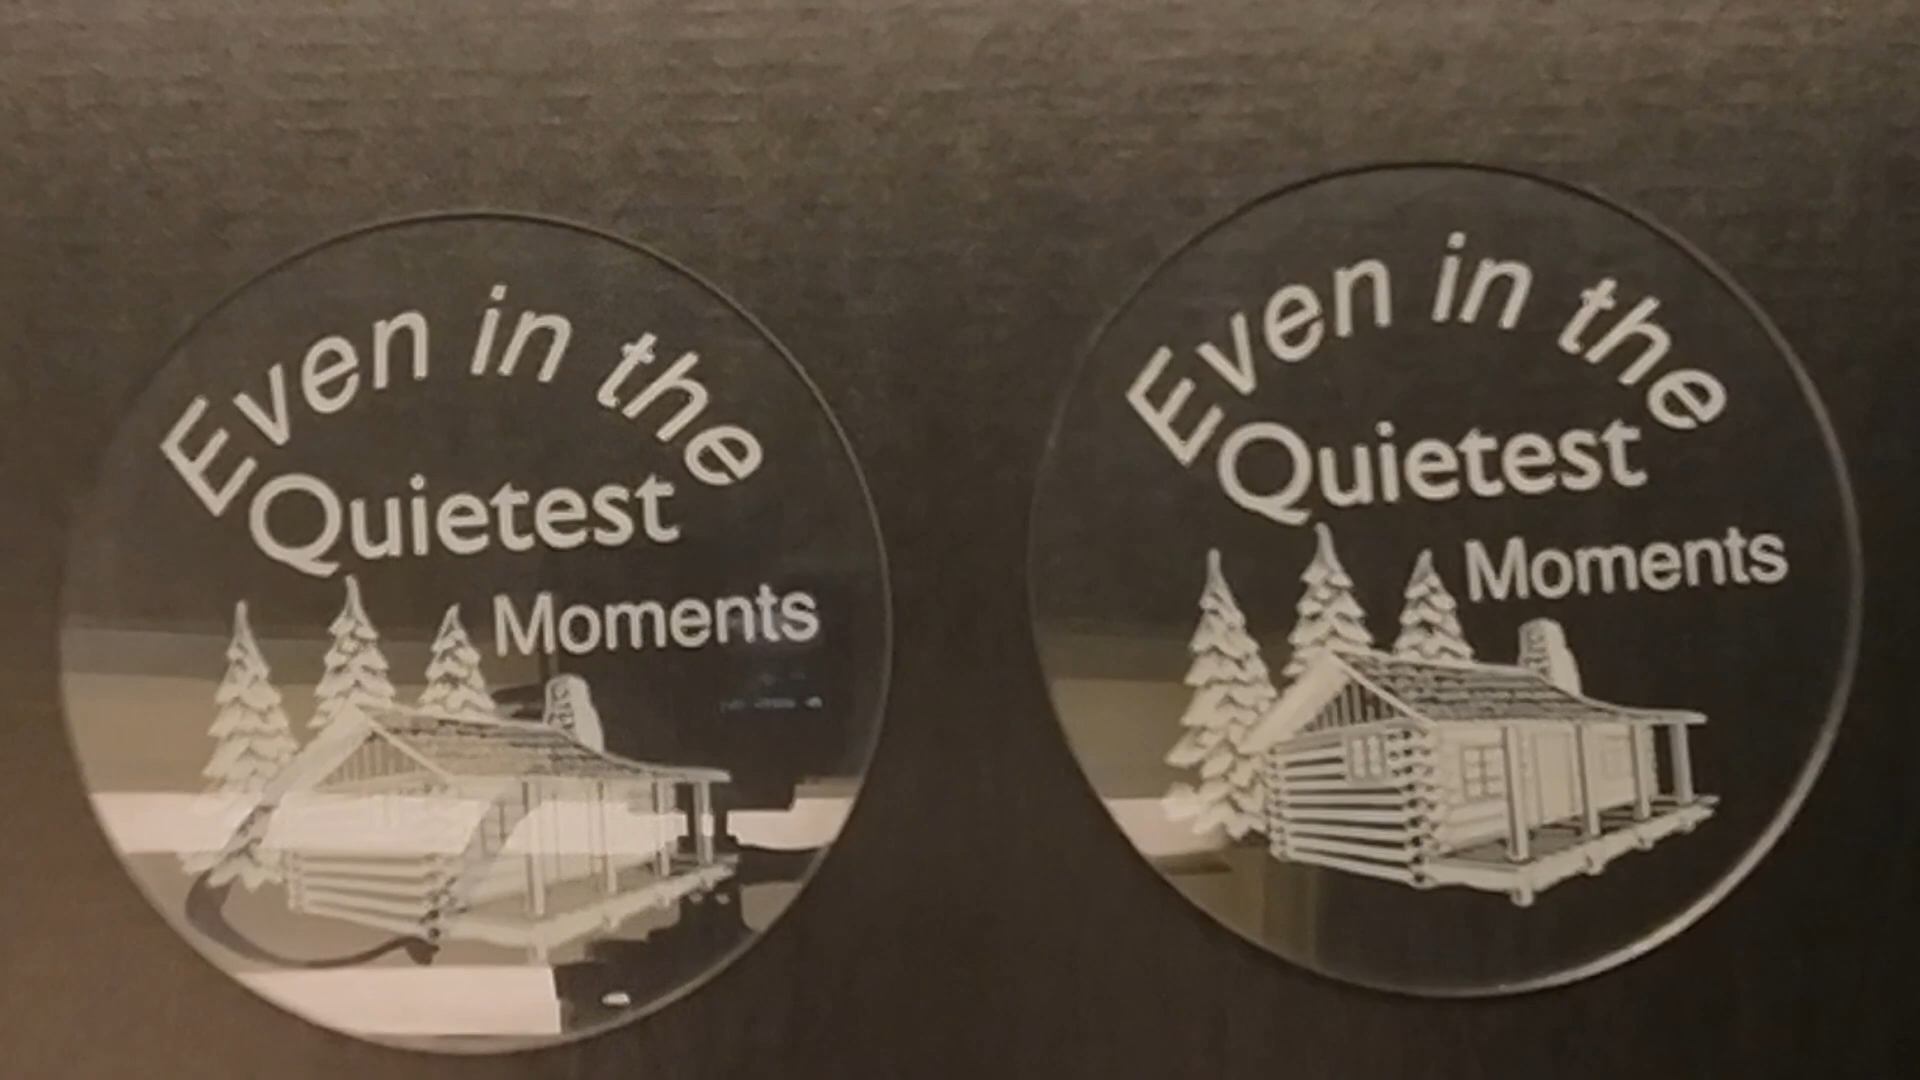 Even in the
Quietest
Moments
Even in the
Quietest
Moments